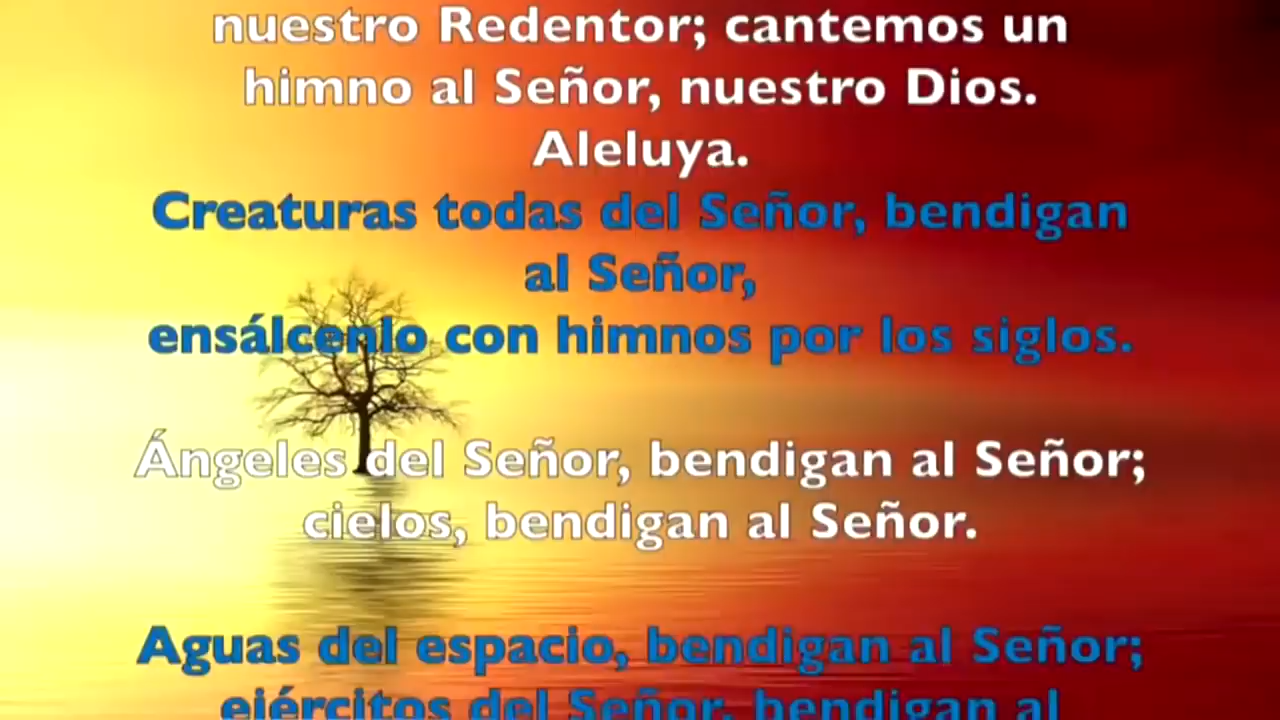 nuestro Redentor; cantemos un
himno al Señor, nuestro Dios.
Aleluya.
Creaturas todas del Señor, bendigan
al Señor,
ensálcenlo con himnos por los siglos.
Ángeles del Señor, bendigan al Señor;
cielos, bendigan al Señor.
Aguas del espacio, bendigan al Señor;
ejércitos del Señor, bendigan al